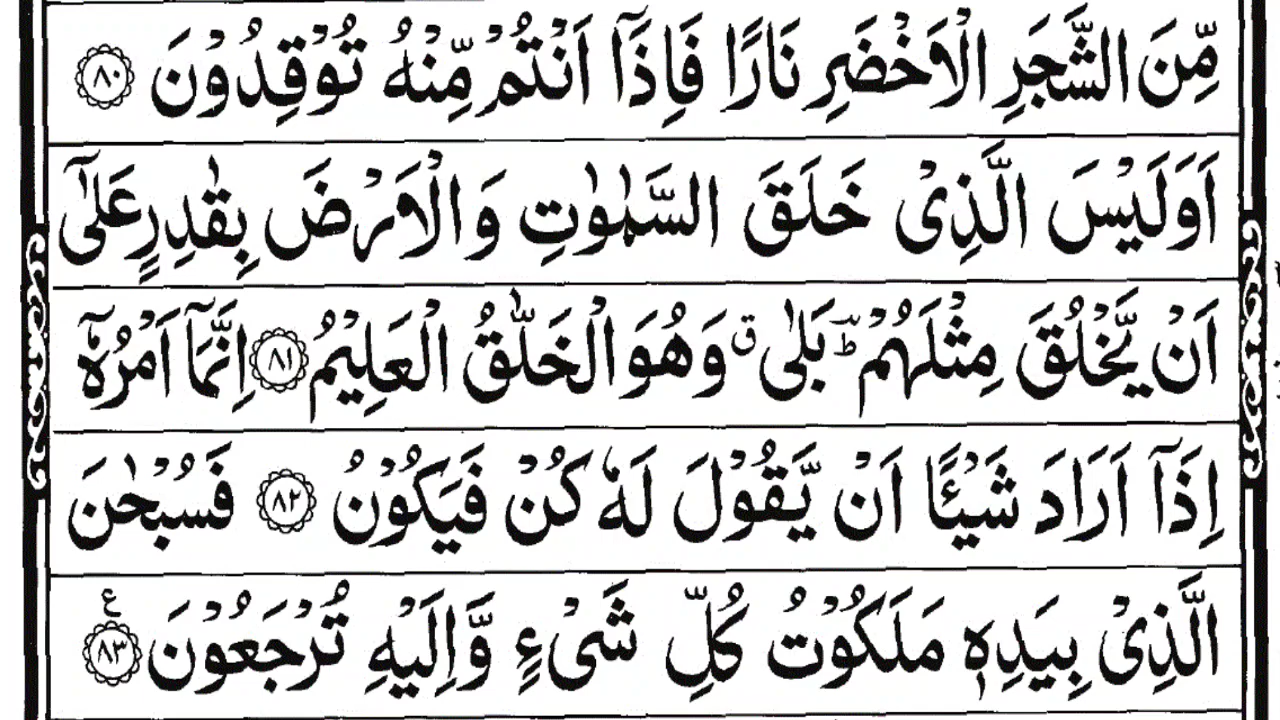 مِّنَ الشَّجَرِ الْاَخْضَرِ نَارًا فَاِذَاۤ اَنْتُمْ مِّنْهُ تُوْقِدُوْنَ ﴿۸۰﴾
اَوَلَيْسَ الَّذِیْ خَلَقَ السَّمٰوٰتِ وَ الْاَرْضَ بِقٰدِرٍ عَلٰۤی
اَنْ يَّخْلُقَ مِثْلَهُمْ ؕؔ بَلٰی ۗ وَ هُوَ الْخَلّٰقُ الْعَلِيْمُ ﴿۸۱﴾ اِنَّمَاۤ اَمْرُهٗۤ
اِذَاۤ اَرَادَ شَيْـًٔا اَنْ يَّقُوْلَ لَهٗ كُنْ فَيَكُوْنُ ﴿۸۲﴾ فَسُبْحٰنَ
الَّذِیْ بِيَدِهٖ مَلَكُوْتُ كُلِّ شَیْءٍ وَّ اِلَيْهِ تُرْجَعُوْنَ ﴿۸۳﴾ ع